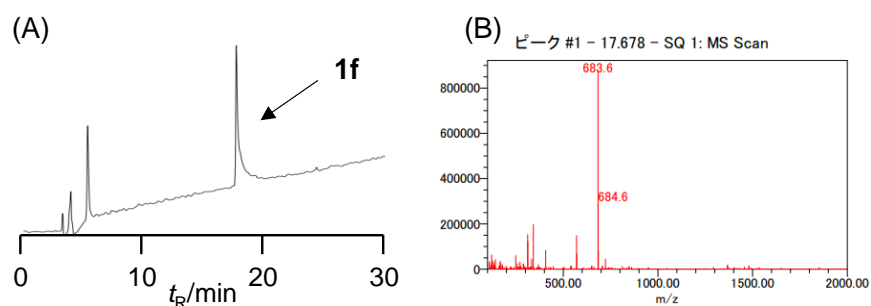 (A)
1f
0
10
20
30
tR/min
(B)
ピーク #1 - 17.678 - SQ 1: MS Scan
683.6
684.6
800000
600000
400000
200000
0
500.00
1000.00
1500.00
2000.00
m/z